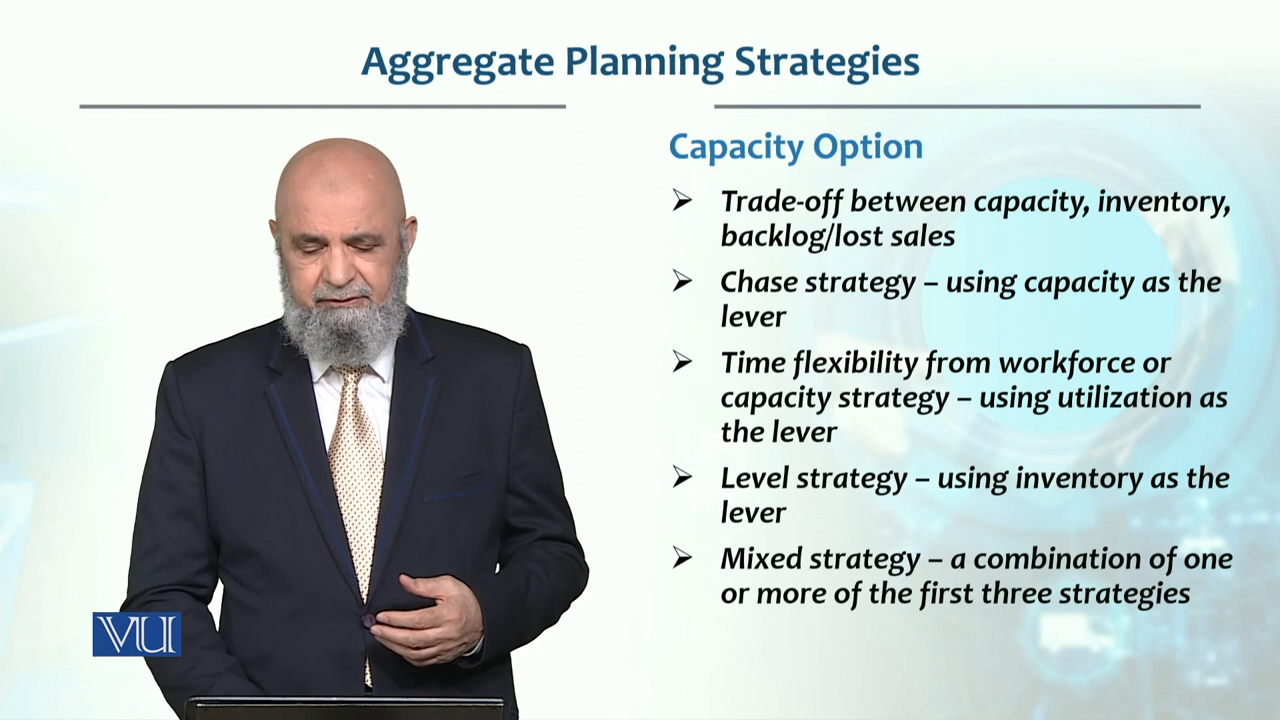 Aggregate Planning Strategies
Capacity Option
➢ Trade-off between capacity, inventory,
backlog/lost sales
➢ Chase strategy – using capacity as the
lever
➢ Time flexibility from workforce or
capacity strategy – using utilization as
the lever
➢ Level strategy – using inventory as the
lever
➢ Mixed strategy – a combination of one
or more of the first three strategies
VU